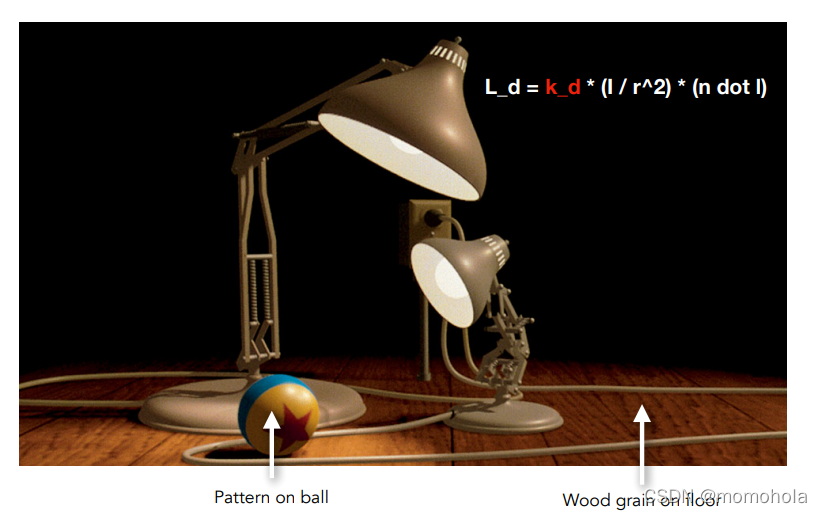 L_d = k_d * (I / r^2) * (n dot l)
Pattern on ball
Wood grain on floor
CSDN @momohola